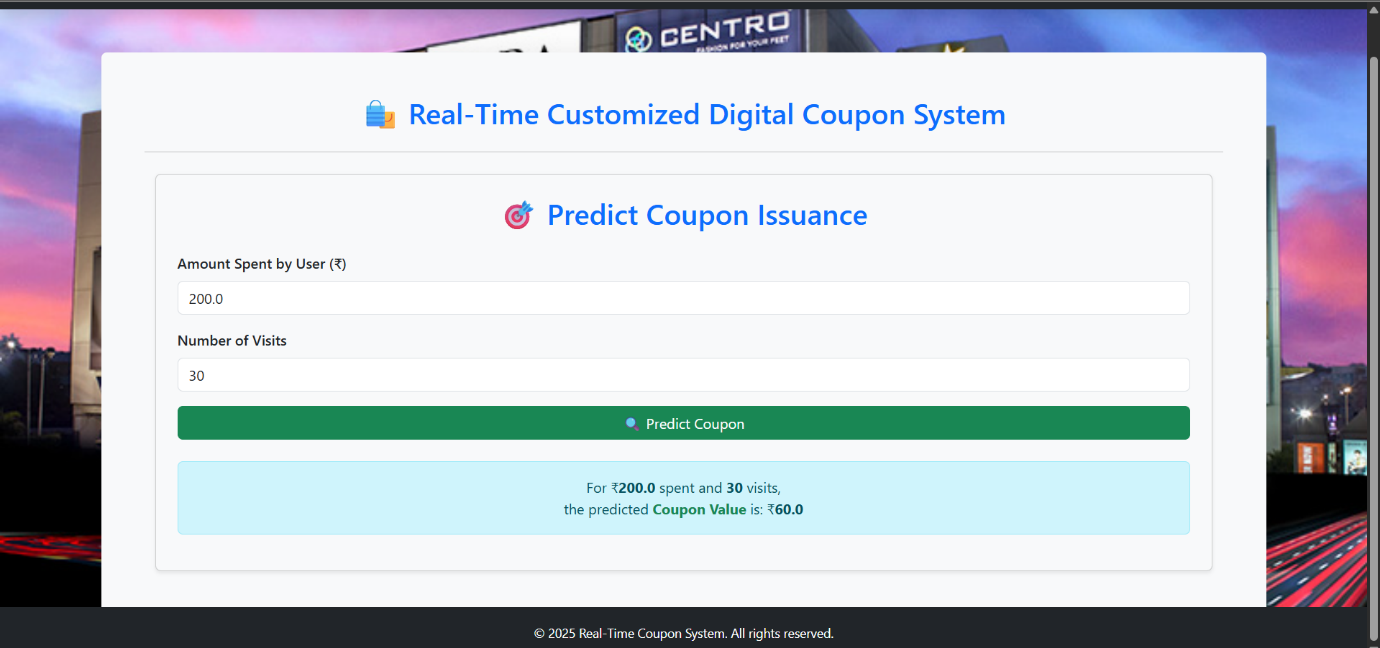 CENTRO
FASHION FOR YOUR FEET
Real-Time Customized Digital Coupon System
Predict Coupon Issuance
Amount Spent by User (₹)
200.0
Number of Visits
30
Predict Coupon
For ₹200.0 spent and 30 visits,
the predicted Coupon Value is: ₹60.0
© 2025 Real-Time Coupon System. All rights reserved.